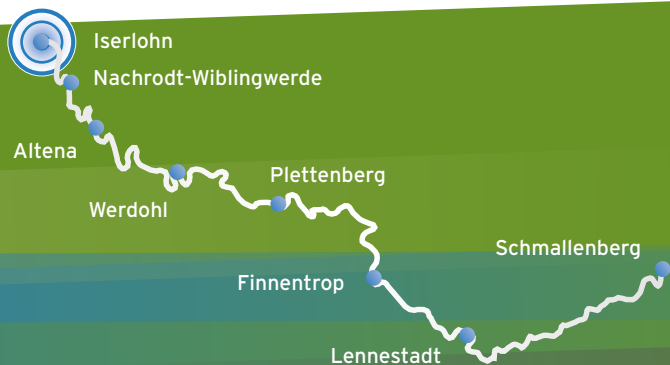 Iserlohn
Nachrodt-Wiblingwerde
Altena
Werdohl
Plettenberg
Schmallenberg
Finnentrop
Lennestadt